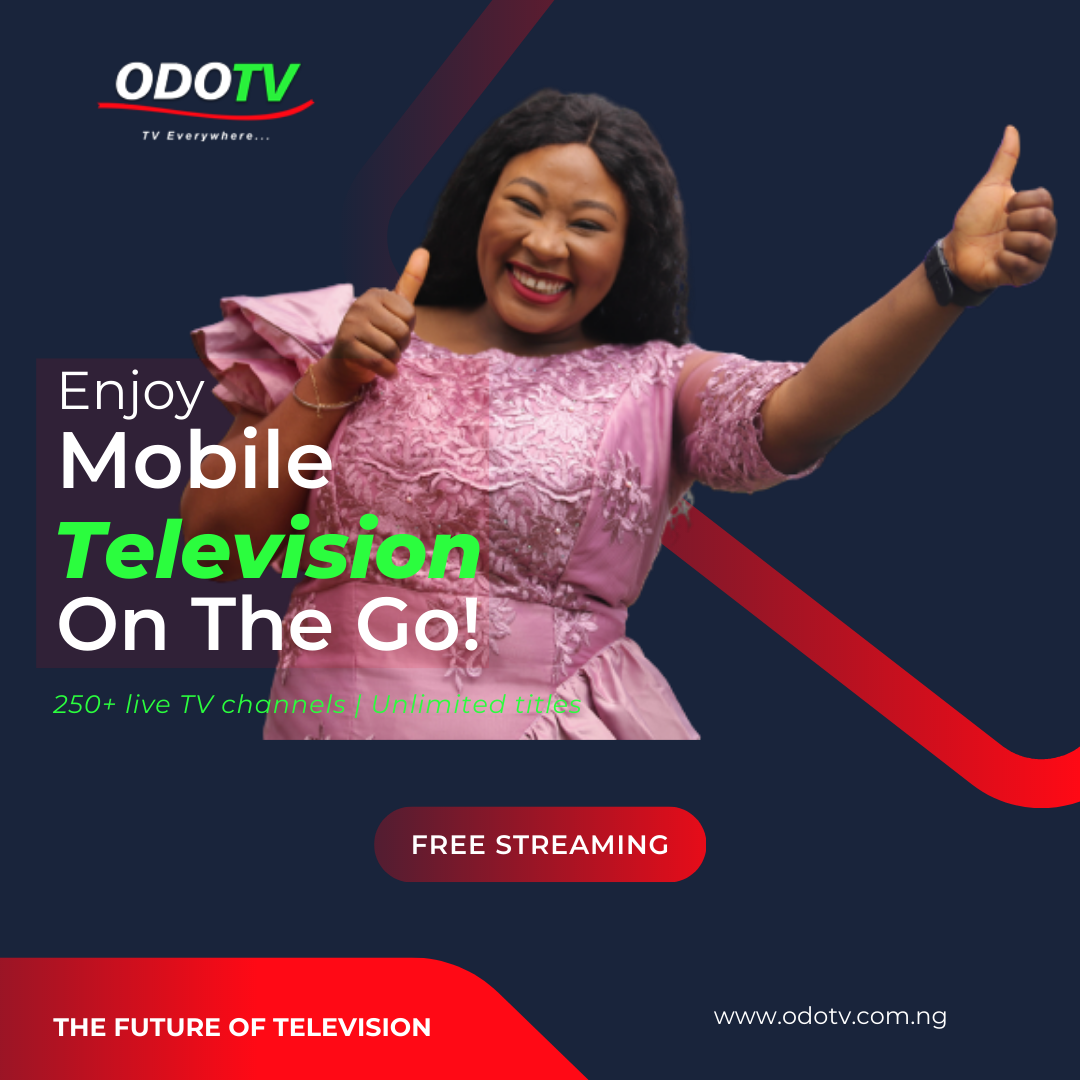 ODOTV
TV Everywhere...
Enjoy
Mobile
Television
On The Go!
250+ live TV channels | Unlimited titles
FREE STREAMING
THE FUTURE OF TELEVISION
www.odotv.com.ng